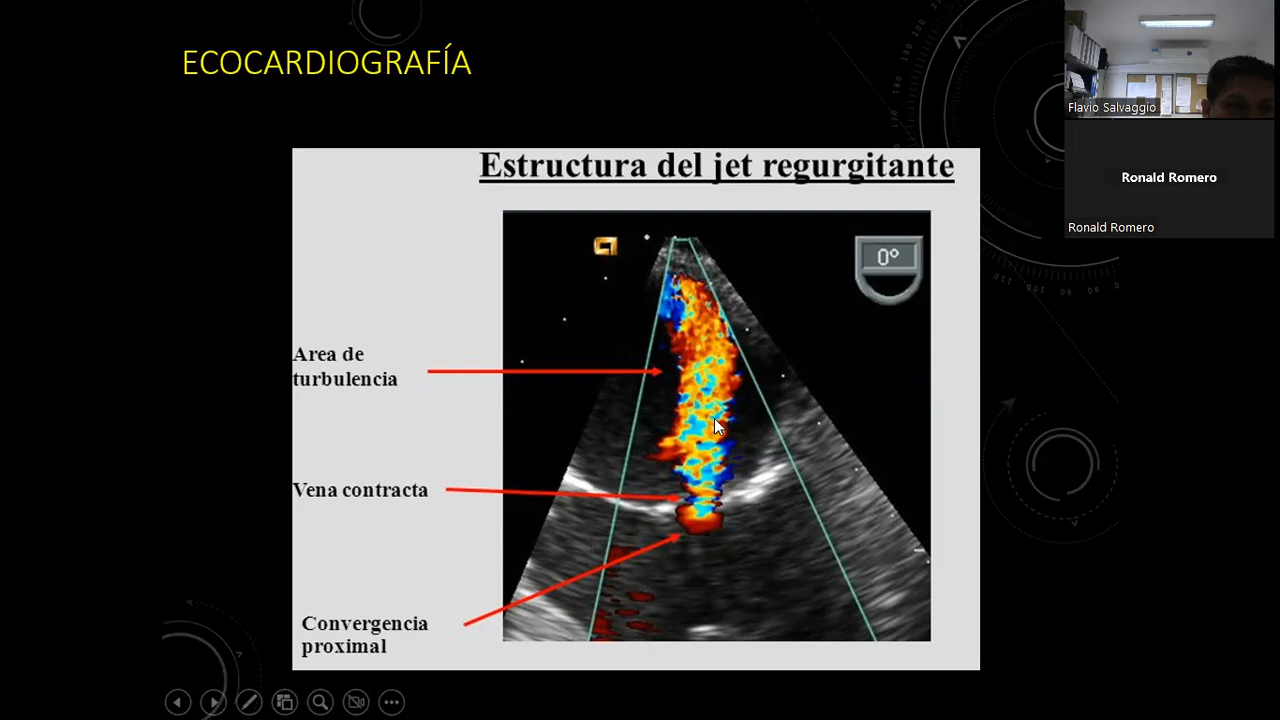 ECOCARDIOGRAFÍA
Flavio Salvaggio
Ronald Romero
Ronald Romero
Estructura del jet regurgitante
0°
Area de
turbulencia
Vena contracta
Convergencia
proximal